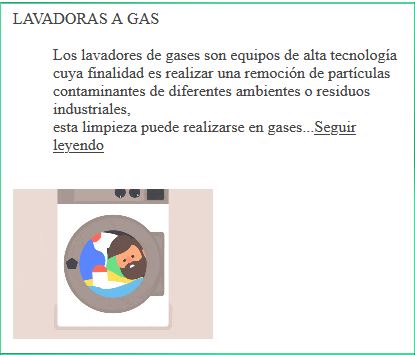 LAVADORAS A GAS
Los lavadores de gases son equipos de alta tecnología
cuya finalidad es realizar una remoción de partículas
contaminantes de diferentes ambientes o residuos
industriales,
esta limpieza puede realizarse en gases...Seguir
leyendo